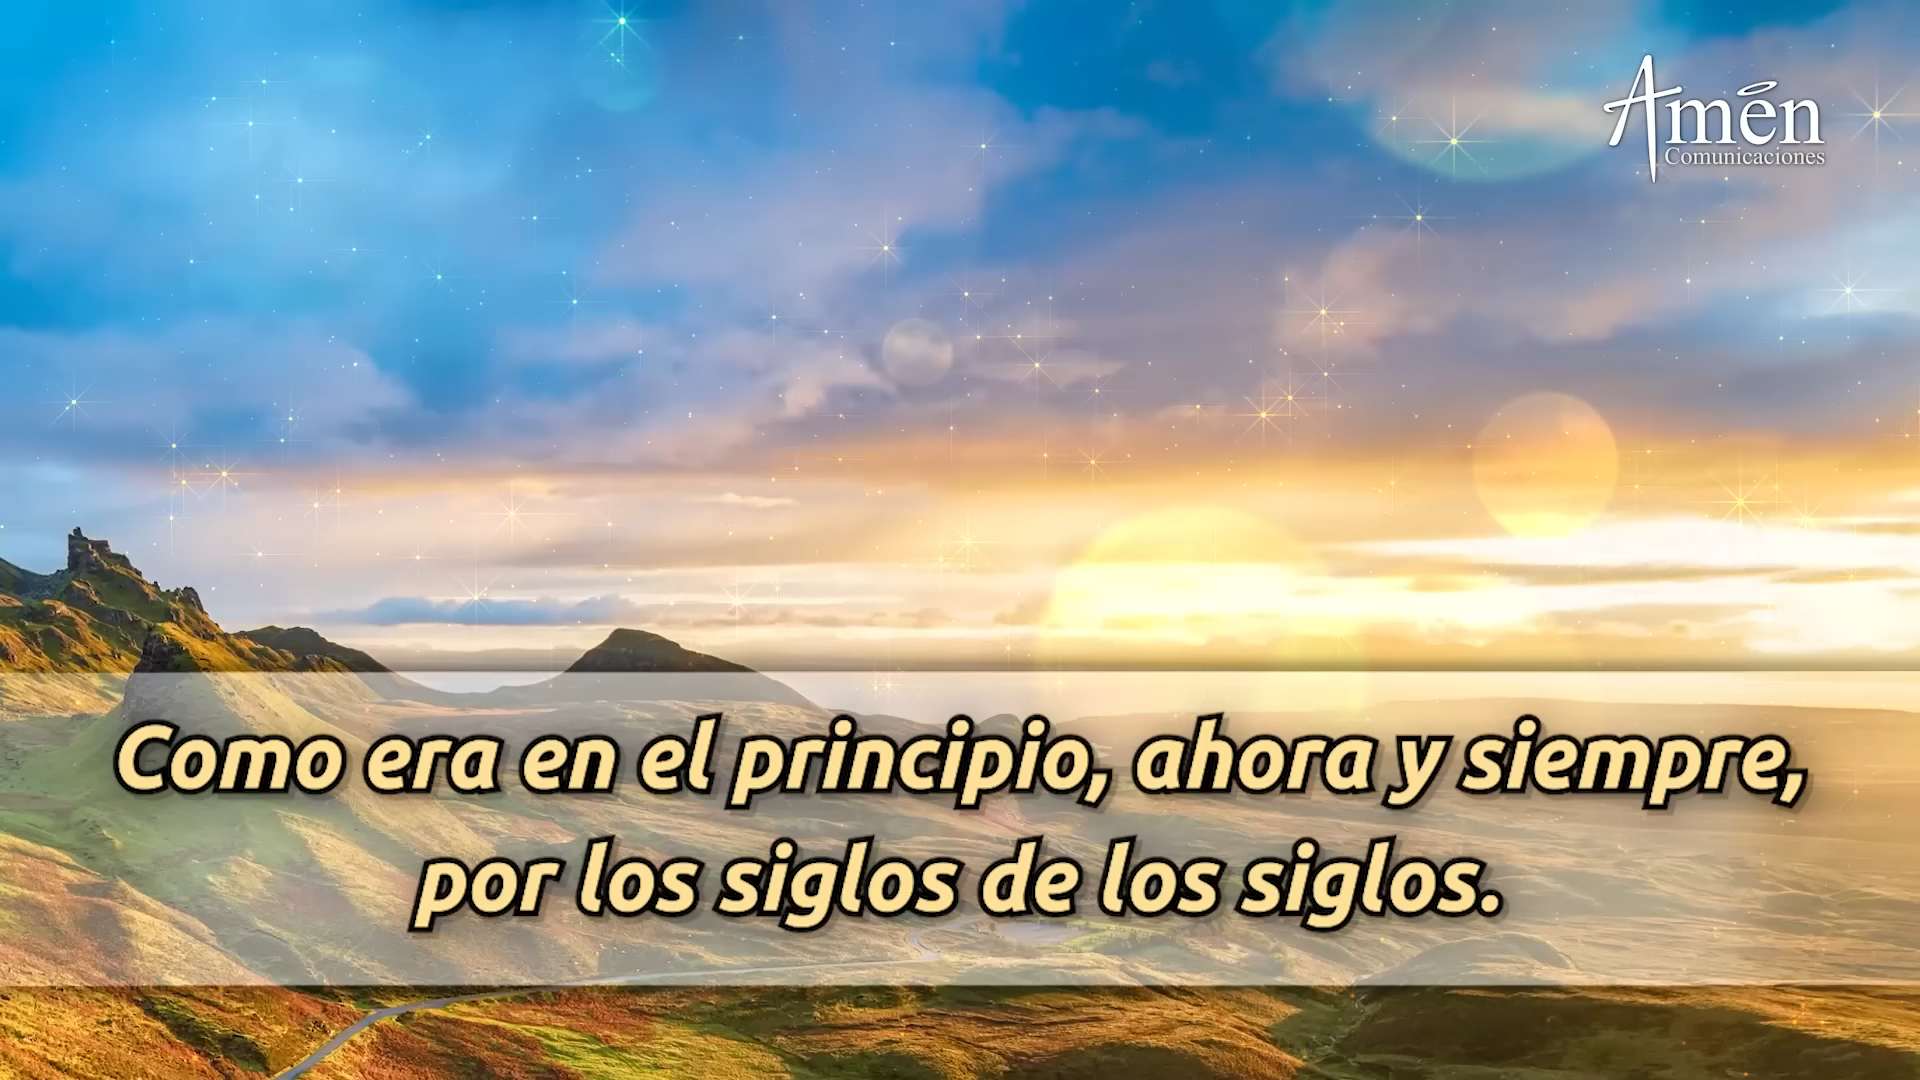 Amén
Comunicaciones
Como era en el principio, ahora y siempre,
por los siglos de los siglos.